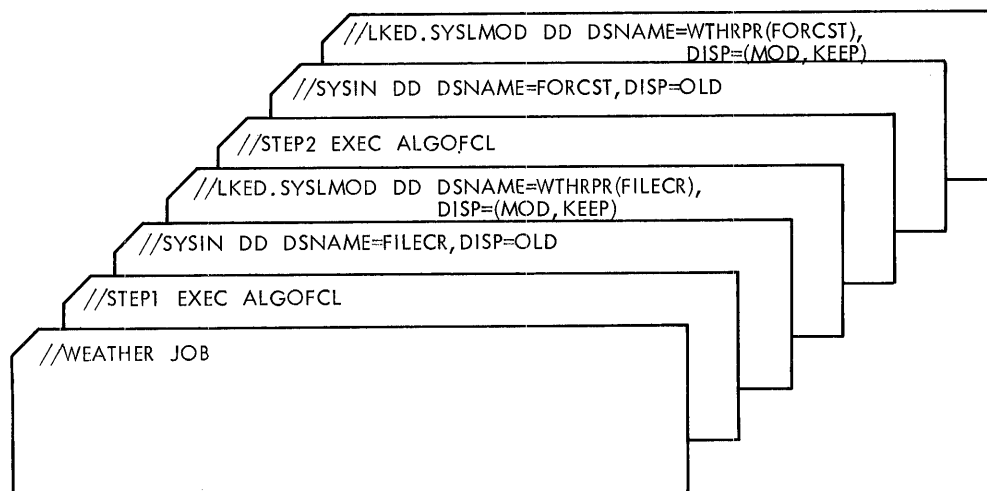 //LKED.SYSLMOD DD DSNAME=WTHRPR(FORCST),
DISP=(MOD,KEEP)
//SYSIN DD DSNAME=FORCST,DISP=OLD
//STEP2 EXEC ALGOFCL
//LKED.SYSLMOD DD DSNAME=WTHRPR(FILECR),
DISP=(MOD,KEEP)
//SYSIN DD DSNAME=FILECR,DISP=OLD
//STEP1 EXEC ALGOFCL
//WEATHER JOB